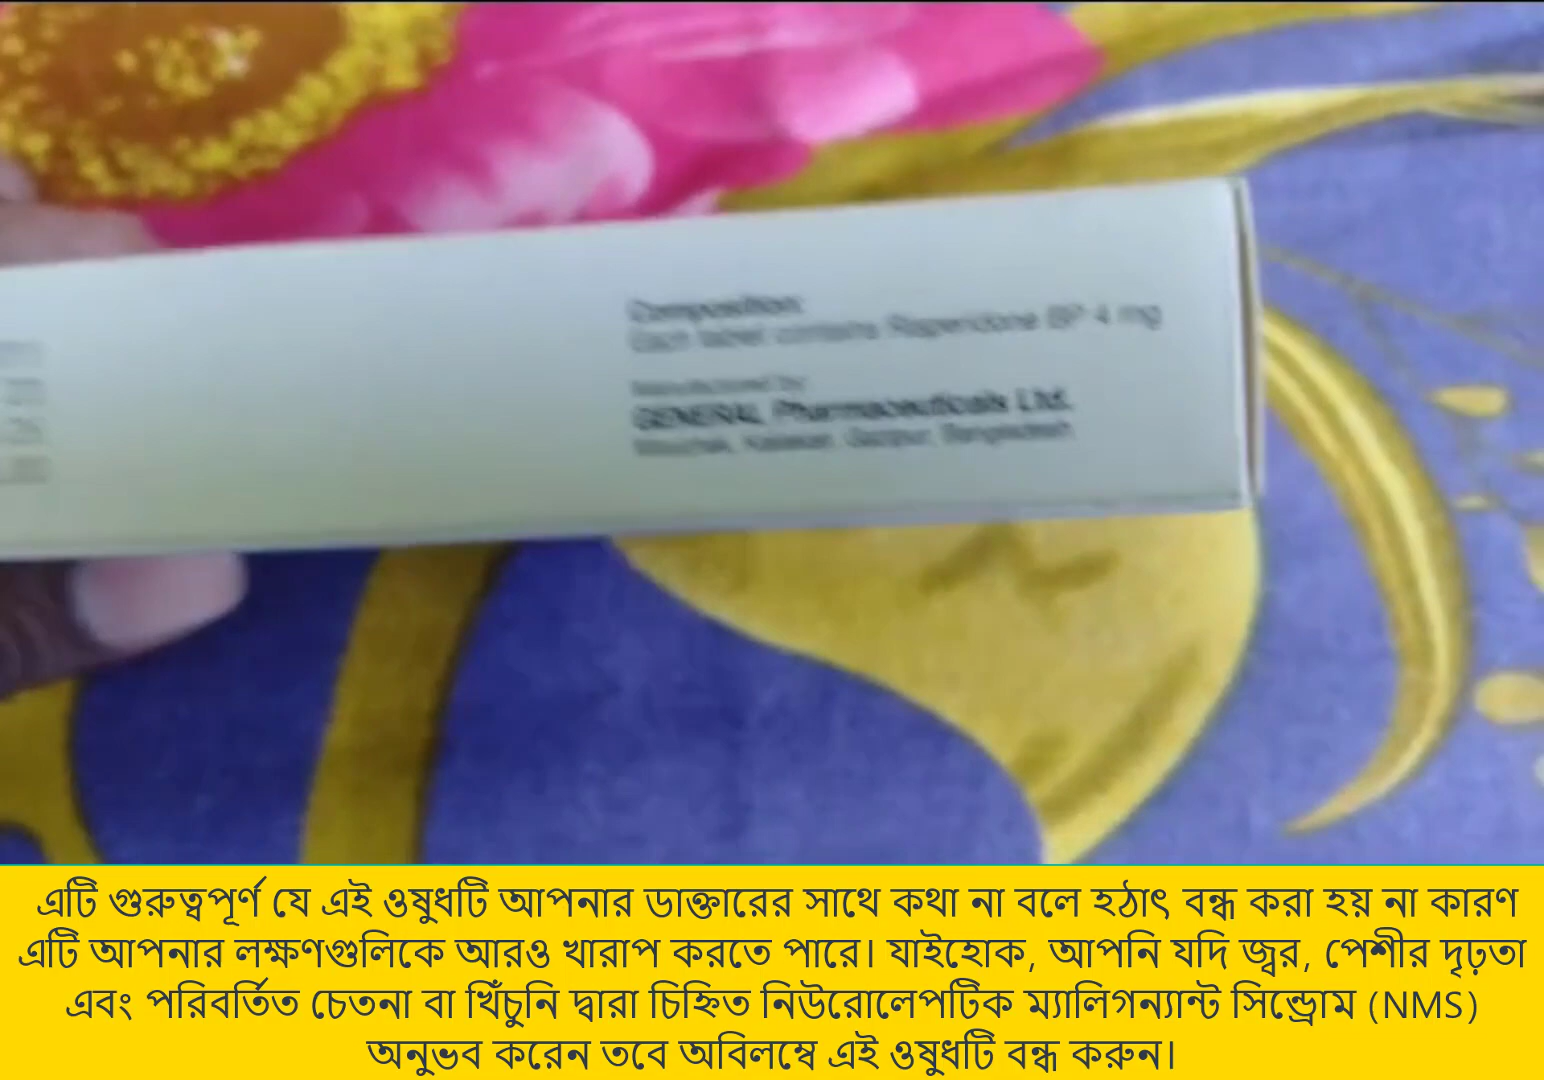 Composition:
Each tablet contains Risperidone BP 4 mg
Manufactured by
GENERAL Pharmaceuticals Ltd.
Gazipur, Bangladesh
এটি গুরুত্বপূর্ণ যে এই ওষুধটি আপনার ডাক্তারের সাথে কথা না বলে হঠাৎ বন্ধ করা হয় না কারণ
এটি আপনার লক্ষণগুলিকে আরও খারাপ করতে পারে। যাইহোক, আপনি যদি জ্বর, পেশীর দৃঢ়তা
এবং পরিবর্তিত চেতনা বা খিঁচুনি দ্বারা চিহ্নিত নিউরোলেপটিক ম্যালিগন্যান্ট সিন্ড্রোম (NMS)
অনুভব করেন তবে অবিলম্বে এই ওষুধটি বন্ধ করুন।